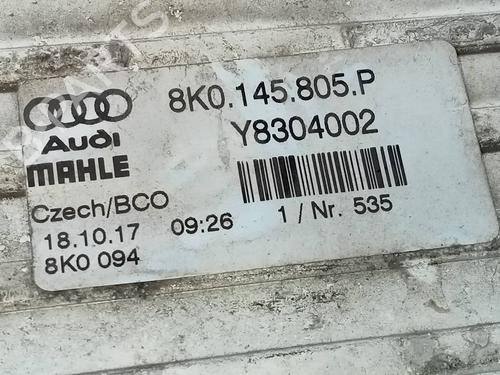 8K0.145.805.P
Audi
Y8304002
MAHLE
Czech/BCO
18.10.17 09:26 1 / Nr. 535
8K0 094